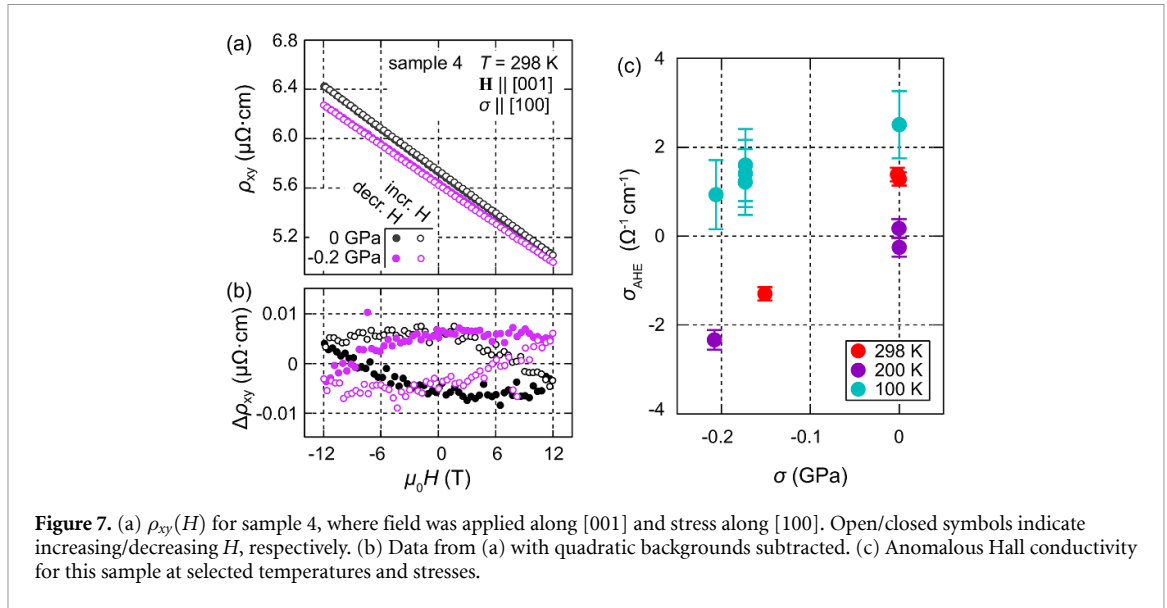 (a)
6.8
6.4
6.0
5.6
5.2
ρxy (μΩ·cm)
sample 4 T = 298 K
H || [001]
σ || [100]
incr. H
decr. H
0 GPa
-0.2 GPa
(b)
0.01
0
-0.01
Δρxy (μΩ·cm)
-12 -6 0 6 12
μ0H (T)
(c)
4
2
0
-2
-4
σAHE (Ω-1 cm-1)
298 K
200 K
100 K
-0.2 -0.1 0
σ (GPa)
Figure 7. (a) ρxy(H) for sample 4, where field was applied along [001] and stress along [100]. Open/closed symbols indicate
increasing/decreasing H, respectively. (b) Data from (a) with quadratic backgrounds subtracted. (c) Anomalous Hall conductivity
for this sample at selected temperatures and stresses.